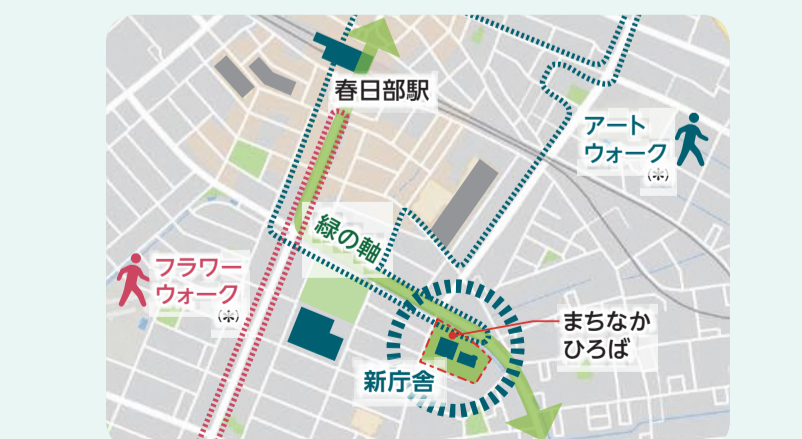 春日部駅
アート
ウォーク
(※)
緑の軸
フラワー
ウォーク
(※)
まちなか
ひろば
新庁舎